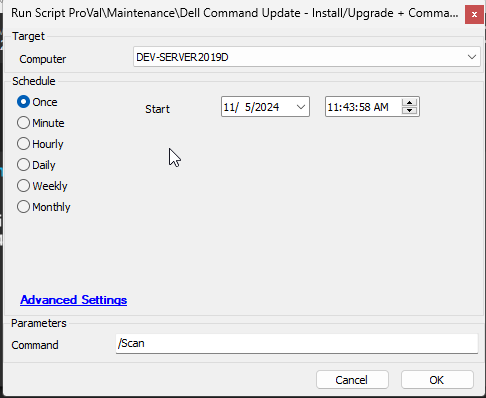 Run Script ProVal\Maintenance\Dell Command Update - Install/Upgrade + Comma...
Target
Computer DEV-SERVER2019D
Schedule
Once Start 11/ 5/2024 11:43:58 AM
Minute
Hourly
Daily
Weekly
Monthly
Advanced Settings
Parameters
Command /Scan
Cancel OK